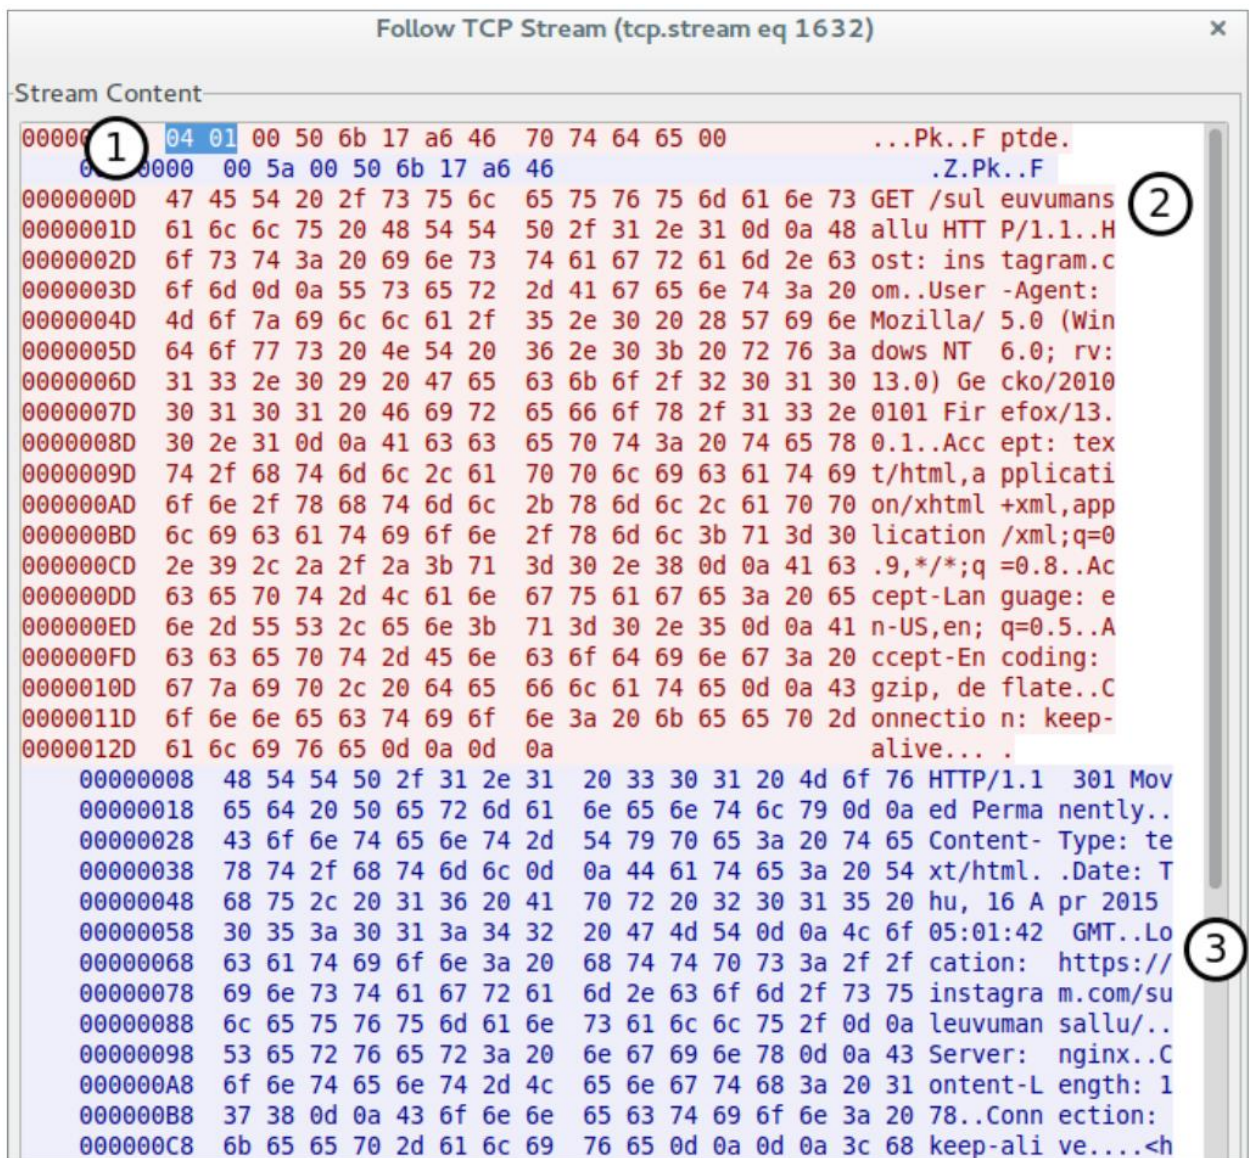 Follow TCP Stream (tcp.stream eq 1632) ×
Stream Content
0000 1 04 01 00 50 6b 17 a6 46 70 74 64 65 00 ...Pk..F ptde.
0 0000 00 5a 00 50 6b 17 a6 46 .Z.Pk..F
0000000D 47 45 54 20 2f 73 75 6c 65 75 76 75 6d 61 6e 73 GET /sul euvumans 2
0000001D 61 6c 6c 75 20 48 54 54 50 2f 31 2e 31 0d 0a 48 allu HTT P/1.1..H
0000002D 6f 73 74 3a 20 69 6e 73 74 61 67 72 61 6d 2e 63 ost: ins tagram.c
0000003D 6f 6d 0d 0a 55 73 65 72 2d 41 67 65 6e 74 3a 20 om..User -Agent:
0000004D 4d 6f 7a 69 6c 6c 61 2f 35 2e 30 20 28 57 69 6e Mozilla/ 5.0 (Win
0000005D 64 6f 77 73 20 4e 54 20 36 2e 30 3b 20 72 76 3a dows NT 6.0; rv:
0000006D 31 33 2e 30 29 20 47 65 63 6b 6f 2f 32 30 31 30 13.0) Ge cko/2010
0000007D 30 31 30 31 20 46 69 72 65 66 6f 78 2f 31 33 2e 0101 Fir efox/13.
0000008D 30 2e 31 0d 0a 41 63 63 65 70 74 3a 20 74 65 78 0.1..Acc ept: tex
0000009D 74 2f 68 74 6d 6c 2c 61 70 70 6c 69 63 61 74 69 t/html,a pplicati
000000AD 6f 6e 2f 78 68 74 6d 6c 2b 78 6d 6c 2c 61 70 70 on/xhtml +xml,app
000000BD 6c 69 63 61 74 69 6f 6e 2f 78 6d 6c 3b 71 3d 30 lication /xml;q=0
000000CD 2e 39 2c 2a 2f 2a 3b 71 3d 30 2e 38 0d 0a 41 63 .9,*/*;q =0.8..Ac
000000DD 63 65 70 74 2d 4c 61 6e 67 75 61 67 65 3a 20 65 cept-Lan guage: e
000000ED 6e 2d 55 53 2c 65 6e 3b 71 3d 30 2e 35 0d 0a 41 n-US,en; q=0.5..A
000000FD 63 63 65 70 74 2d 45 6e 63 6f 64 69 6e 67 3a 20 ccept-En coding:
0000010D 67 7a 69 70 2c 20 64 65 66 6c 61 74 65 0d 0a 43 gzip, de flate..C
0000011D 6f 6e 6e 65 63 74 69 6f 6e 3a 20 6b 65 65 70 2d onnectio n: keep-
0000012D 61 6c 69 76 65 0d 0a 0d 0a alive... .
00000008 48 54 54 50 2f 31 2e 31 20 33 30 31 20 4d 6f 76 HTTP/1.1 301 Mov
00000018 65 64 20 50 65 72 6d 61 6e 65 6e 74 6c 79 0d 0a ed Perma nently..
00000028 43 6f 6e 74 65 6e 74 2d 54 79 70 65 3a 20 74 65 Content- Type: te
00000038 78 74 2f 68 74 6d 6c 0d 0a 44 61 74 65 3a 20 54 xt/html. .Date: T
00000048 68 75 2c 20 31 36 20 41 70 72 20 32 30 31 35 20 hu, 16 A pr 2015
00000058 30 35 3a 30 31 3a 34 32 20 47 4d 54 0d 0a 4c 6f 05:01:42 GMT..Lo
00000068 63 61 74 69 6f 6e 3a 20 68 74 74 70 73 3a 2f 2f cation: https:// 3
00000078 69 6e 73 74 61 67 72 61 6d 2e 63 6f 6d 2f 73 75 instagra m.com/su
00000088 6c 65 75 76 75 6d 61 6e 73 61 6c 6c 75 2f 0d 0a leuvuman sallu/..
00000098 53 65 72 76 65 72 3a 20 6e 67 69 6e 78 0d 0a 43 Server: nginx..C
000000A8 6f 6e 74 65 6e 74 2d 4c 65 6e 67 74 68 3a 20 31 ontent-L ength: 1
000000B8 37 38 0d 0a 43 6f 6e 6e 65 63 74 69 6f 6e 3a 20 78..Conn ection:
000000C8 6b 65 65 70 2d 61 6c 69 76 65 0d 0a 0d 0a 3c 68 keep-ali ve....<h